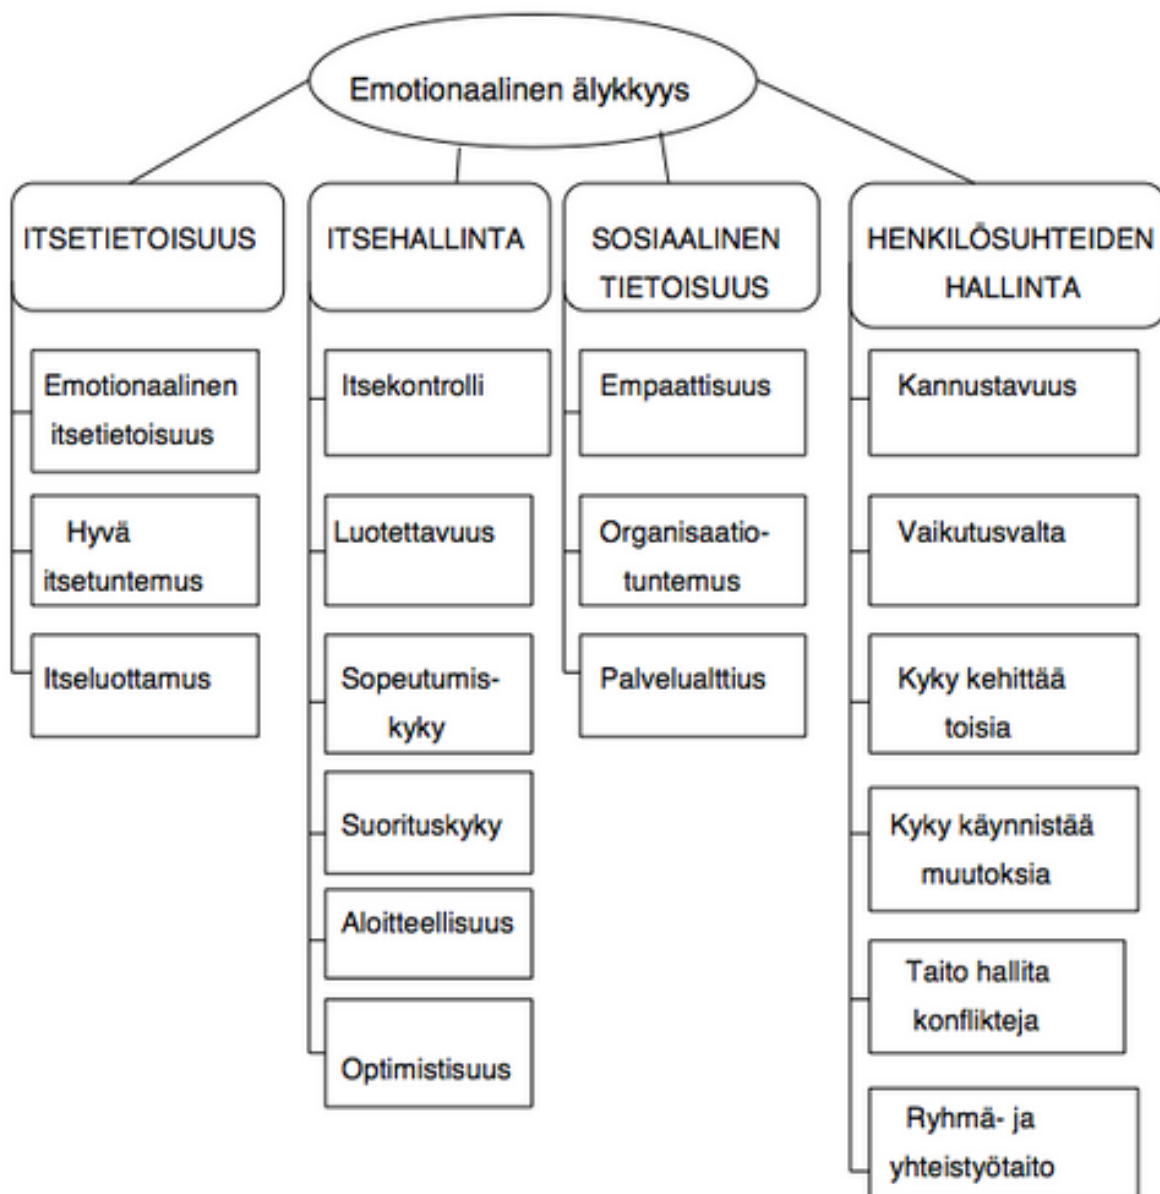 Emotionaalinen älykkyys
ITSETIETOISUUS
Emotionaalinen
itsetietoisuus
Hyvä
itsetuntemus
Itseluottamus
ITSEHALLINTA
Itsekontrolli
Luotettavuus
Sopeutumis-
kyky
Suorituskyky
Aloitteellisuus
Optimistisuus
SOSIAALINEN
TIETOISUUS
Empaattisuus
Organisaatio-
tuntemus
Palvelualttius
HENKILÖSUHTEIDEN
HALLINTA
Kannustavuus
Vaikutusvalta
Kyky kehittää
toisia
Kyky käynnistää
muutoksia
Taito hallita
konflikteja
Ryhmä- ja
yhteistyötaito